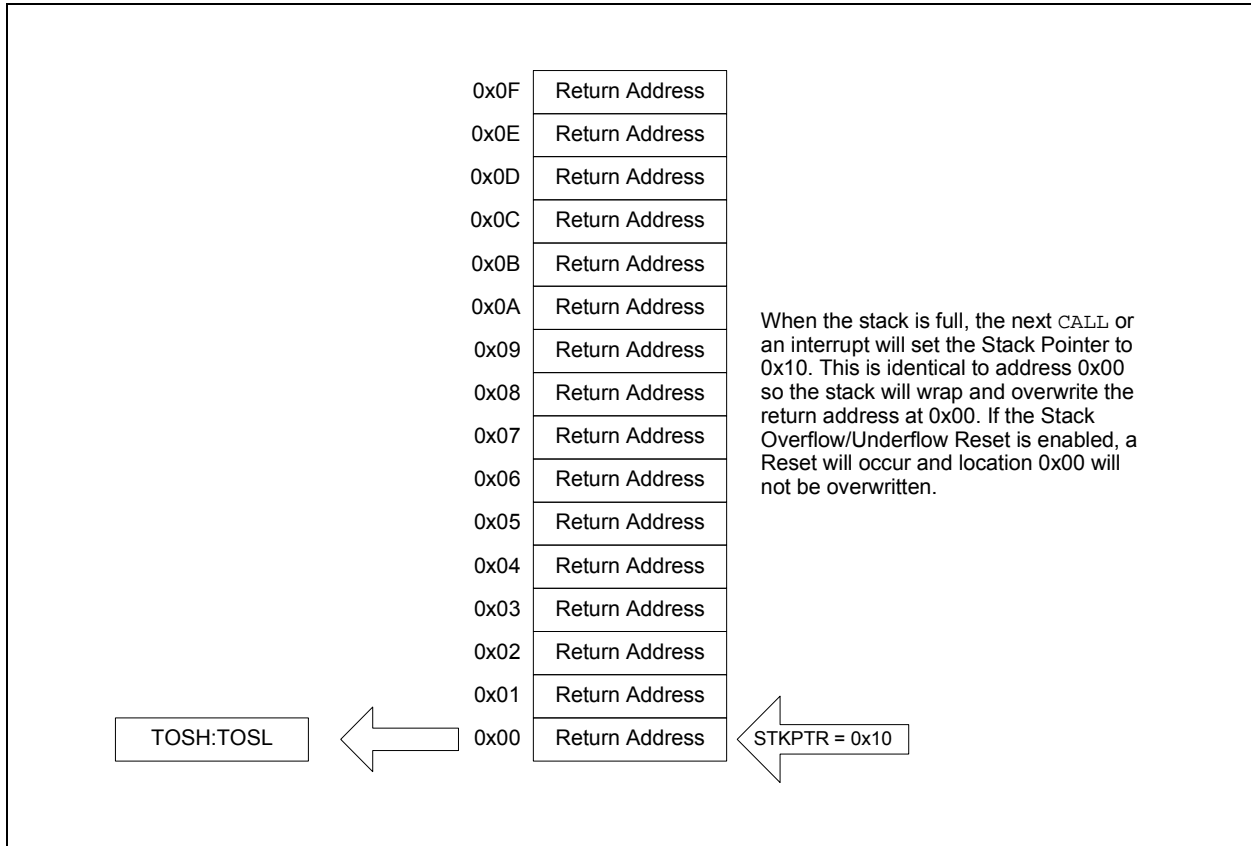 0x0F Return Address
0x0E Return Address
0x0D Return Address
0x0C Return Address
0x0B Return Address
0x0A Return Address
0x09 Return Address
0x08 Return Address
0x07 Return Address
0x06 Return Address
0x05 Return Address
0x04 Return Address
0x03 Return Address
0x02 Return Address
0x01 Return Address
TOSH:TOSL 0x00 Return Address STKPTR = 0x10
When the stack is full, the next CALL or
an interrupt will set the Stack Pointer to
0x10. This is identical to address 0x00
so the stack will wrap and overwrite the
return address at 0x00. If the Stack
Overflow/Underflow Reset is enabled, a
Reset will occur and location 0x00 will
not be overwritten.